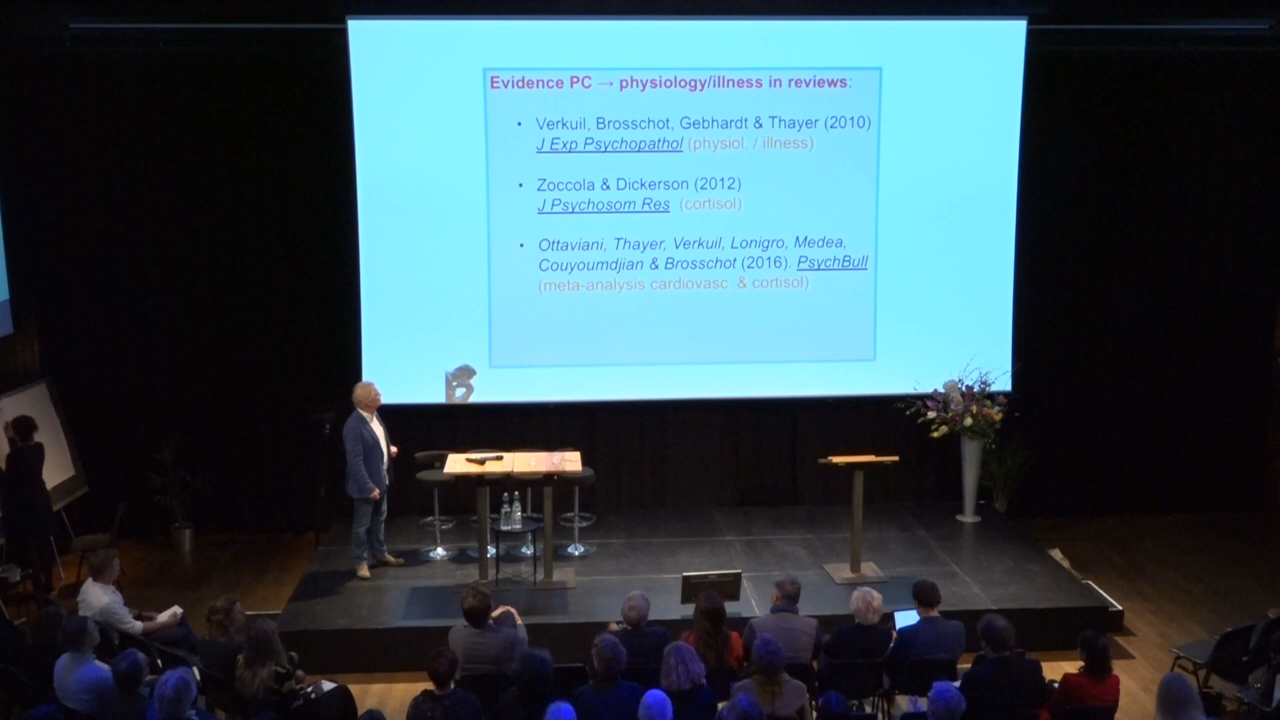 Evidence PC → physiology/illness in reviews:
• Verkuil, Brosschot, Gebhardt & Thayer (2010)
J Exp Psychopathol (physiol. / illness)
• Zoccola & Dickerson (2012)
J Psychosom Res (cortisol)
• Ottaviani, Thayer, Verkuil, Lonigro, Medea,
Couyoumdjian & Brosschot (2016). PsychBull
(meta-analysis cardiovasc & cortisol)